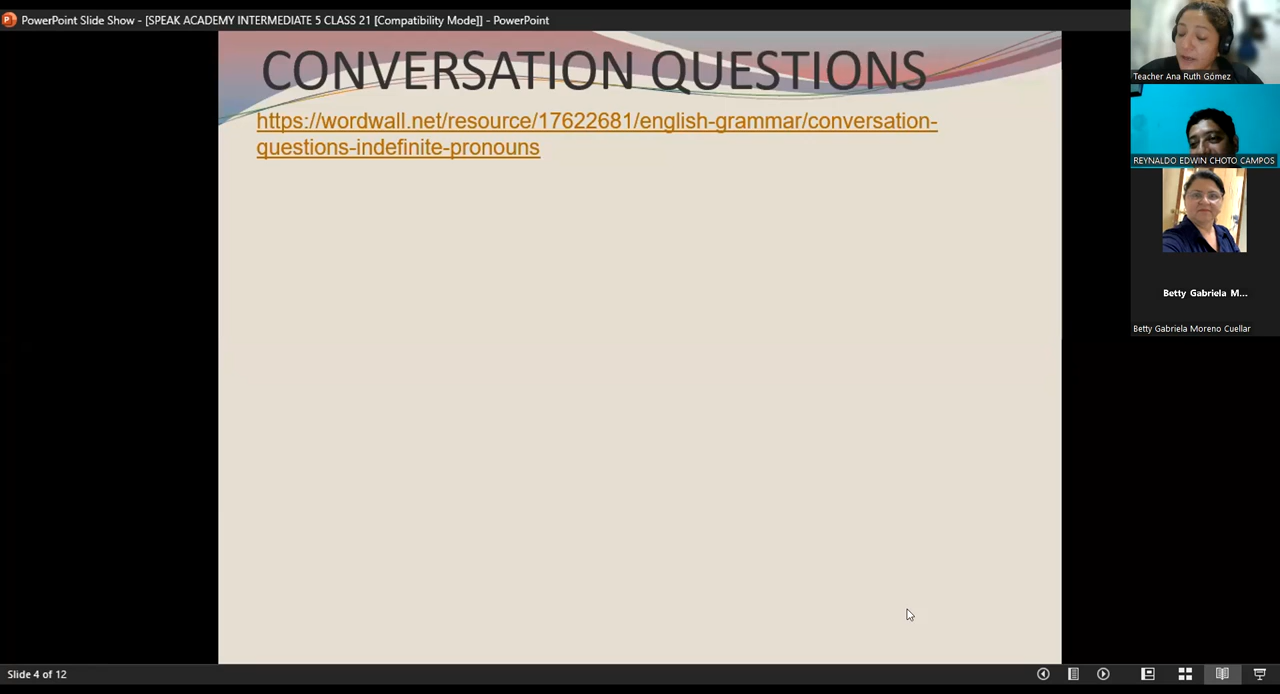 PowerPoint Slide Show - [SPEAK ACADEMY INTERMEDIATE 5 CLASS 21 [Compatibility Mode]] - PowerPoint
CONVERSATION QUESTIONS
https://wordwall.net/resource/17622681/english-grammar/conversation-
questions-indefinite-pronouns
Teacher Ana Ruth Gómez
REYNALDO EDWIN CHOTO CAMPOS
Betty Gabriela M...
Betty Gabriela Moreno Cuellar
Slide 4 of 12